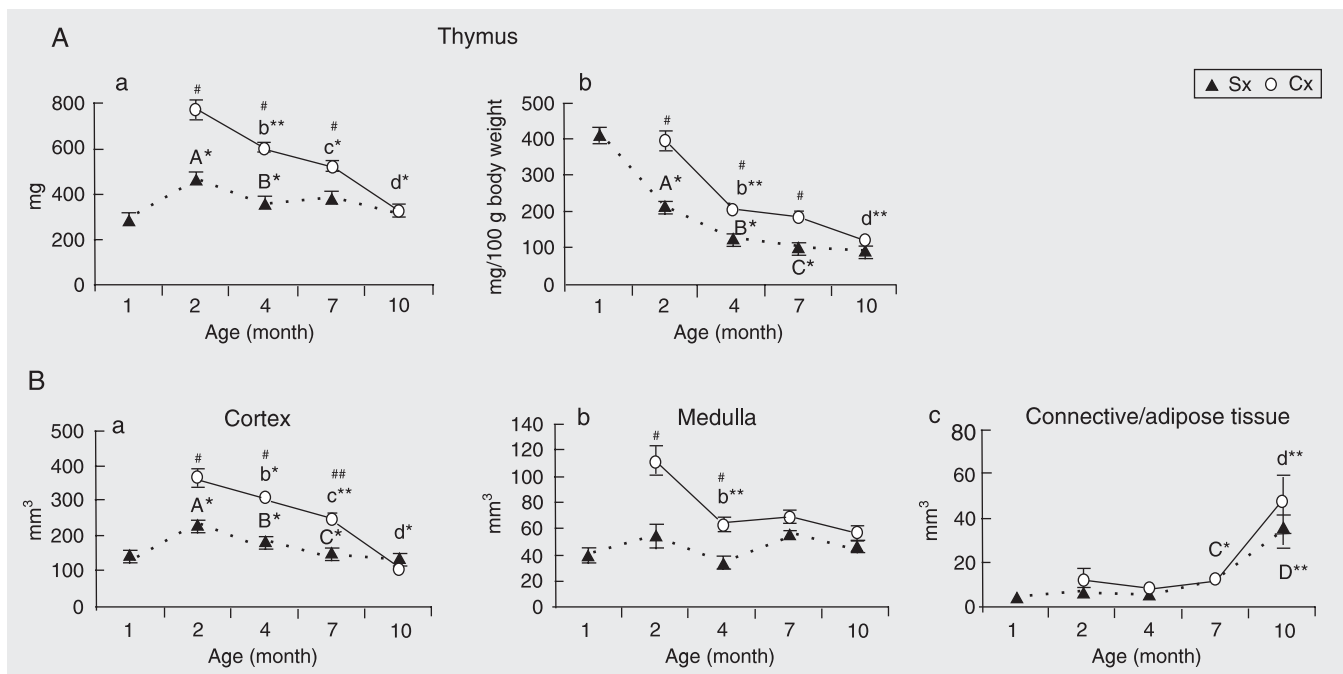 A
Thymus
a
800
600
400
200
0
mg
#
#
b**
#
c*
d*
A*
B*
1 2 4 7 10
Age (month)
b
500
400
300
200
100
0
mg/100 g body weight
#
#
b**
#
d**
A*
B*
C*
1 2 4 7 10
Age (month)
Sx Cx
B
a
Cortex
500
400
300
200
100
0
mm³
#
#
b*
##
c**
d*
A*
B*
C*
1 2 4 7 10
Age (month)
b
Medulla
140
120
100
80
60
40
20
0
mm³
#
#
b**
1 2 4 7 10
Age (month)
c
Connective/adipose tissue
80
60
40
20
0
mm³
d**
C*
D**
1 2 4 7 10
Age (month)